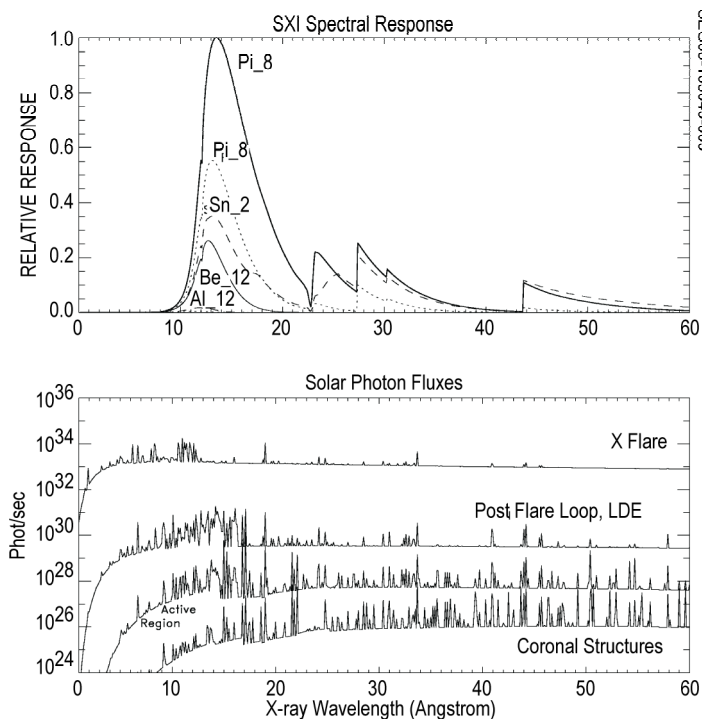 SXI Spectral Response
RELATIVE RESPONSE
1.0
0.8
0.6
0.4
0.2
0.0
Pi_8
Pi_8
Sn_2
Be_12
Al_12
0 10 20 30 40 50 60
Solar Photon Fluxes
Phot/sec
10^36
10^34
10^32
10^30
10^28
10^26
10^24
X Flare
Post Flare Loop, LDE
Active
Region
Coronal Structures
0 10 20 30 40 50 60
X-ray Wavelength (Angstrom)